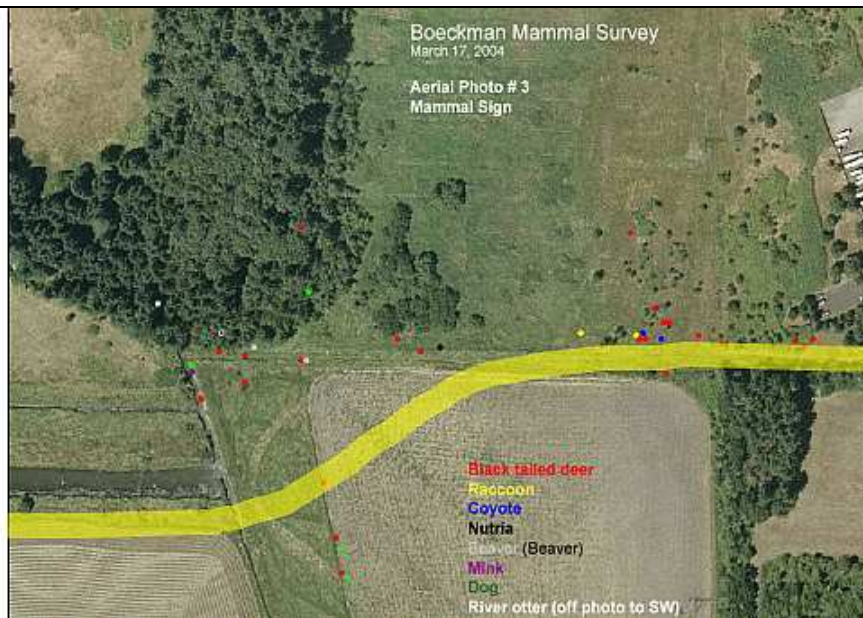 Boeckman Mammal Survey
March 17, 2004
Aerial Photo # 3
Mammal Sign
Black tailed deer
Raccoon
Coyote
Nutria
Beaver (Beaver)
Mink
Dog
River otter (off photo to SW)